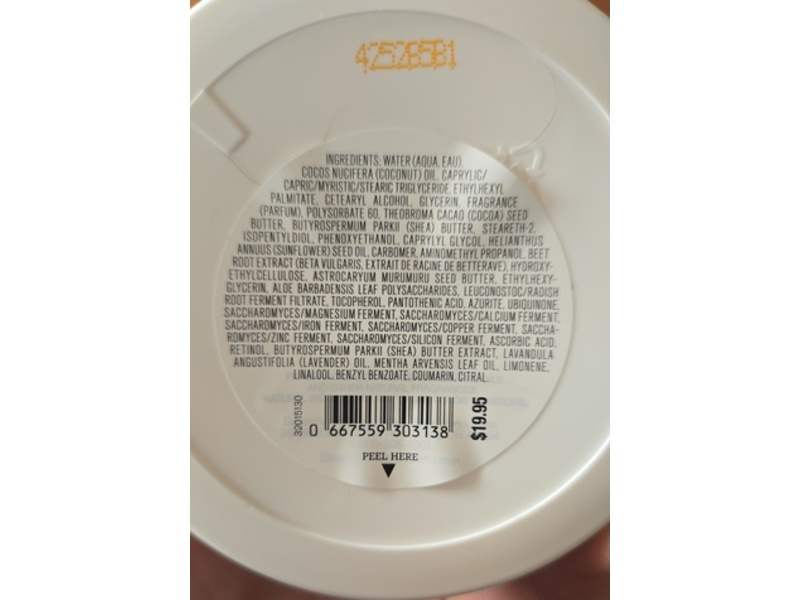 4252B5B1
INGREDIENTS: WATER (AQUA, EAU),
COCOS NUCIFERA (COCONUT) OIL, CAPRYLIC/
CAPRIC/MYRISTIC/STEARIC TRIGLYCERIDE, ETHYLHEXYL
PALMITATE, CETEARYL ALCOHOL, GLYCERIN, FRAGRANCE
(PARFUM), POLYSORBATE 60, THEOBROMA CACAO (COCOA) SEED
BUTTER, BUTYROSPERMUM PARKII (SHEA) BUTTER, STEARETH-2,
ISOPENTYLDIOL, PHENOXYETHANOL, CAPRYLYL GLYCOL, HELIANTHUS
ANNUUS (SUNFLOWER) SEED OIL, CARBOMER, AMINOMETHYL PROPANOL, BEET
ROOT EXTRACT (BETA VULGARIS, EXTRAIT DE RACINE DE BETTERAVE), HYDROXY-
ETHYLCELLULOSE, ASTROCARYUM MURUMURU SEED BUTTER, ETHYLHEXY-
GLYCERIN, ALOE BARBADENSIS LEAF POLYSACCHARIDES, LEUCONOSTOC/RADISH
ROOT FERMENT FILTRATE, TOCOPHEROL, PANTOTHENIC ACID, AZURITE, UBIQUINONE,
SACCHAROMYCES/MAGNESIUM FERMENT, SACCHAROMYCES/CALCIUM FERMENT,
SACCHAROMYCES/IRON FERMENT, SACCHAROMYCES/COPPER FERMENT, SACCHA-
ROMYCES/ZINC FERMENT, SACCHAROMYCES/SILICON FERMENT, ASCORBIC ACID,
RETINOL, BUTYROSPERMUM PARKII (SHEA) BUTTER EXTRACT, LAVANDULA
ANGUSTIFOLIA (LAVENDER) OIL, MENTHA ARVENSIS LEAF OIL, LIMONENE,
LINALOOL, BENZYL BENZOATE, COUMARIN, CITRAL.
32015130
0 667559 303138
$19.95
PEEL HERE